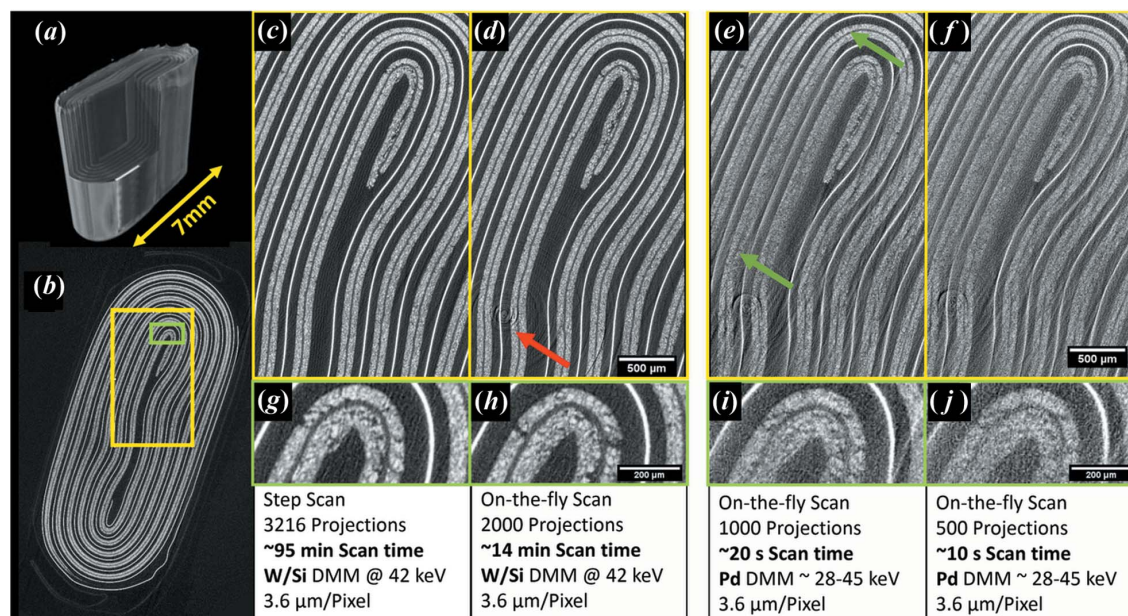 (a)
7mm
(b)
(c)
(d)
500 µm
(e)
(f)
500 µm
(g)
(h)
200 µm
(i)
(j)
200 µm
Step Scan
3216 Projections
~95 min Scan time
W/Si DMM @ 42 keV
3.6 µm/Pixel
On-the-fly Scan
2000 Projections
~14 min Scan time
W/Si DMM @ 42 keV
3.6 µm/Pixel
On-the-fly Scan
1000 Projections
~20 s Scan time
Pd DMM ~ 28-45 keV
3.6 µm/Pixel
On-the-fly Scan
500 Projections
~10 s Scan time
Pd DMM ~ 28-45 keV
3.6 µm/Pixel